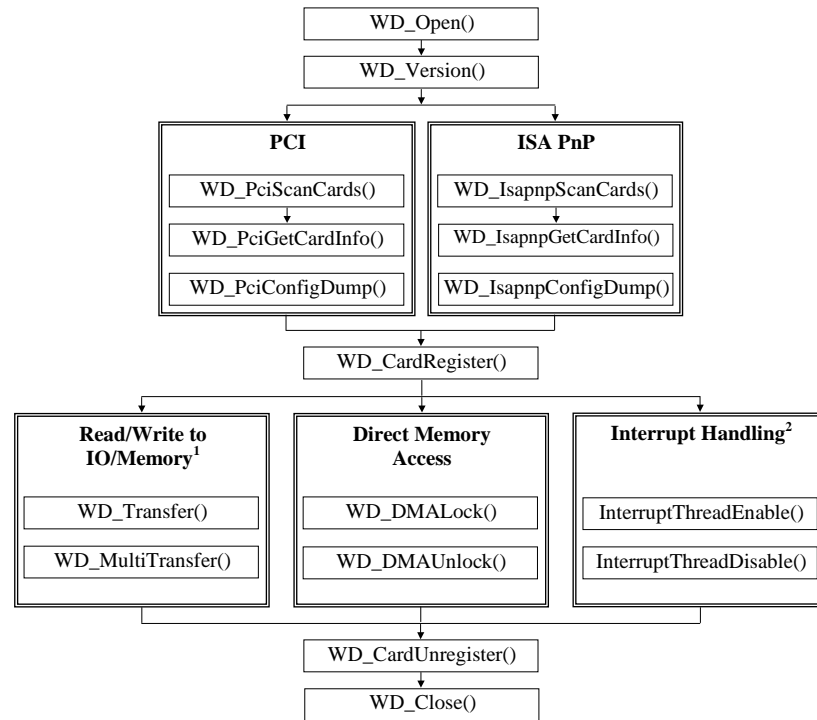 WD_Open()
WD_Version()
PCI
WD_PciScanCards()
WD_PciGetCardInfo()
WD_PciConfigDump()
ISA PnP
WD_IsapnpScanCards()
WD_IsapnpGetCardInfo()
WD_IsapnpConfigDump()
WD_CardRegister()
Read/Write to
IO/Memory¹
WD_Transfer()
WD_MultiTransfer()
Direct Memory
Access
WD_DMALock()
WD_DMAUnlock()
Interrupt Handling²
InterruptThreadEnable()
InterruptThreadDisable()
WD_CardUnregister()
WD_Close()